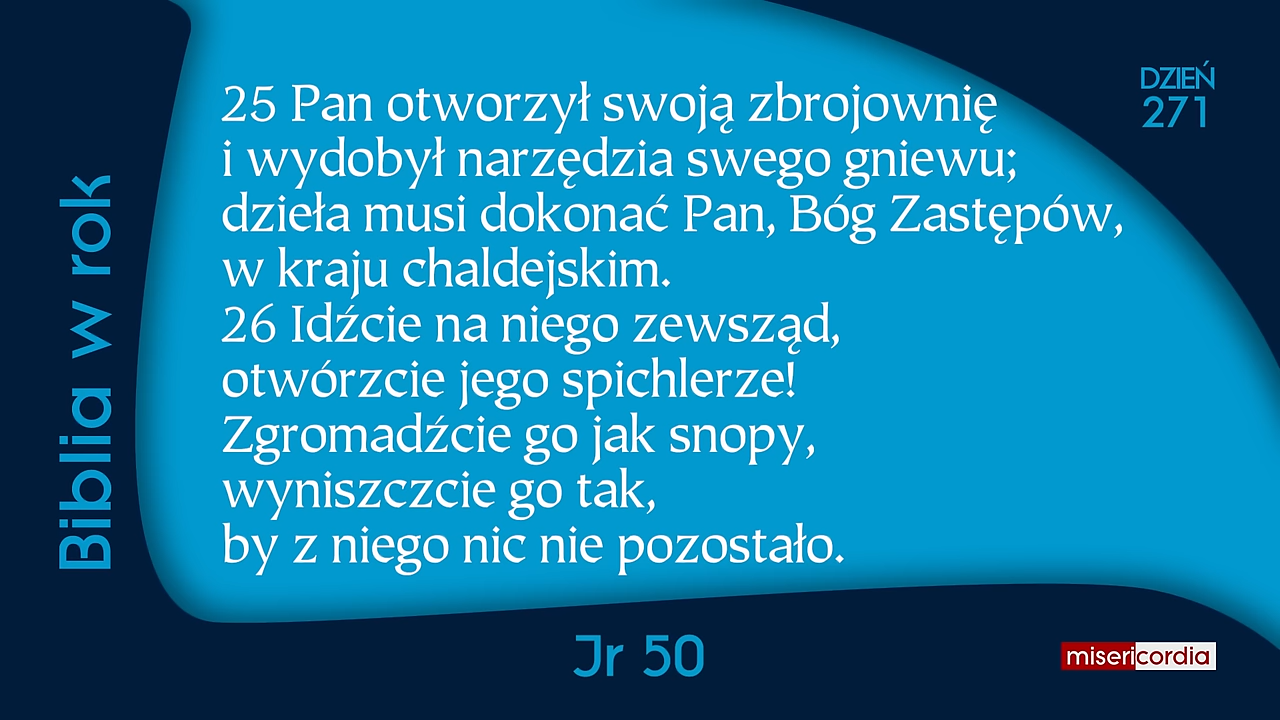 25 Pan otworzył swoją zbrojownię
i wydobył narzędzia swego gniewu;
dzieła musi dokonać Pan, Bóg Zastępów,
w kraju chaldejskim.
26 Idźcie na niego zewsząd,
otwórzcie jego spichlerze!
Zgromadźcie go jak snopy,
wyniszczcie go tak,
by z niego nic nie pozostało.
DZIEŃ
271
Biblia w rok
Jr 50
misericordia